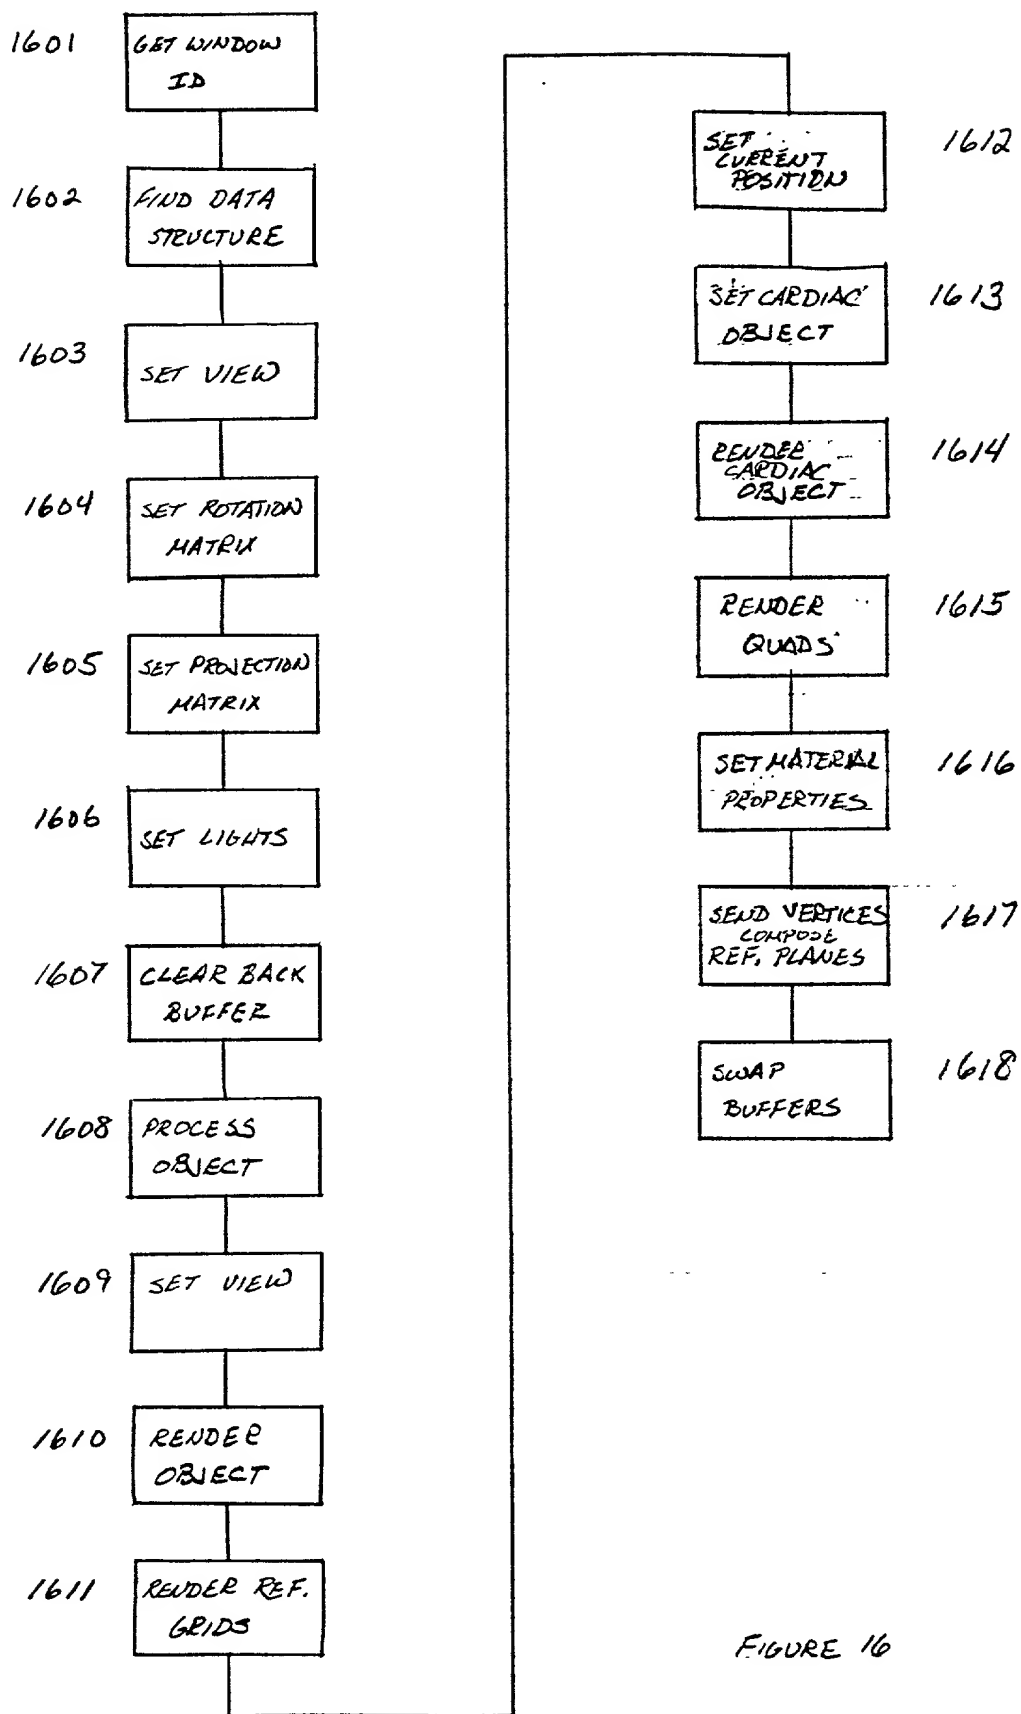 1601
GET WINDOW
ID
1602
FIND DATA
STRUCTURE
1603
SET VIEW
1604
SET ROTATION
MATRIX
1605
SET PROJECTION
MATRIX
1606
SET LIGHTS
1607
CLEAR BACK
BUFFER
1608
PROCESS
OBJECT
1609
SET VIEW
1610
RENDER
OBJECT
1611
RENDER REF.
GRIDS
1612
SET
CURRENT
POSITION
1613
SET CARDIAC
OBJECT
1614
RENDER
CARDIAC
OBJECT
1615
RENDER
QUADS
1616
SET MATERIAL
PROPERTIES
1617
SEND VERTICES
COMPOSE
REF. PLANES
1618
SWAP
BUFFERS
FIGURE 16